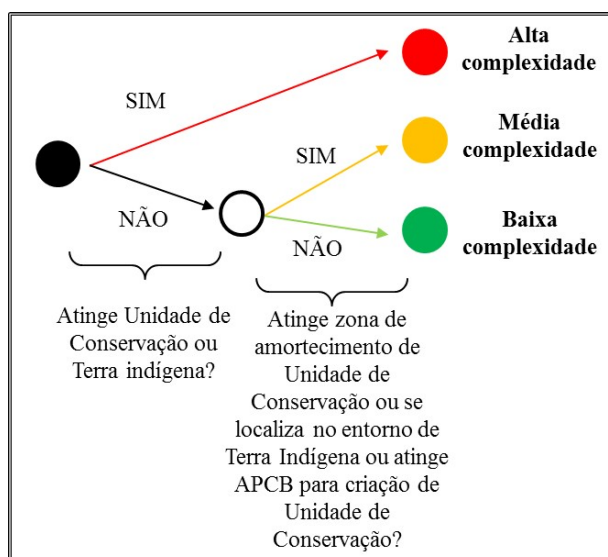 Alta
complexidade
SIM
Média
complexidade
SIM
NÃO
NÃO
Baixa
complexidade
Atinge Unidade de
Conservação ou
Terra indígena?
Atinge zona de
amortecimento de
Unidade de
Conservação ou se
localiza no entorno de
Terra Indígena ou atinge
APCB para criação de
Unidade de
Conservação?